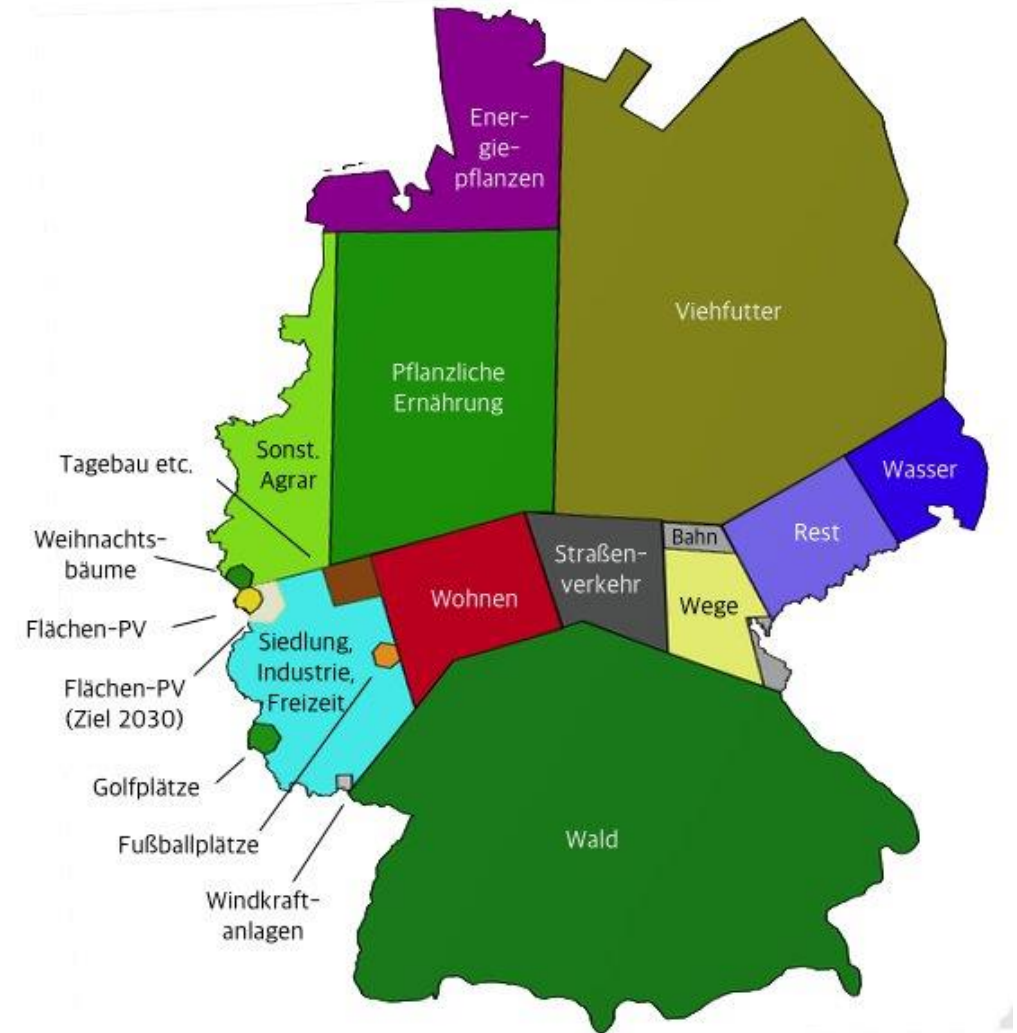 Ener-
gie-
pflanzen
Viehfutter
Pflanzliche
Ernährung
Sonst.
Agrar
Tagebau etc.
Wasser
Rest
Bahn
Straßen-
verkehr
Wege
Wohnen
Weihnachts-
bäume
Flächen-PV
Siedlung,
Industrie,
Freizeit
Flächen-PV
(Ziel 2030)
Golfplätze
Fußballplätze
Wald
Windkraft-
anlagen